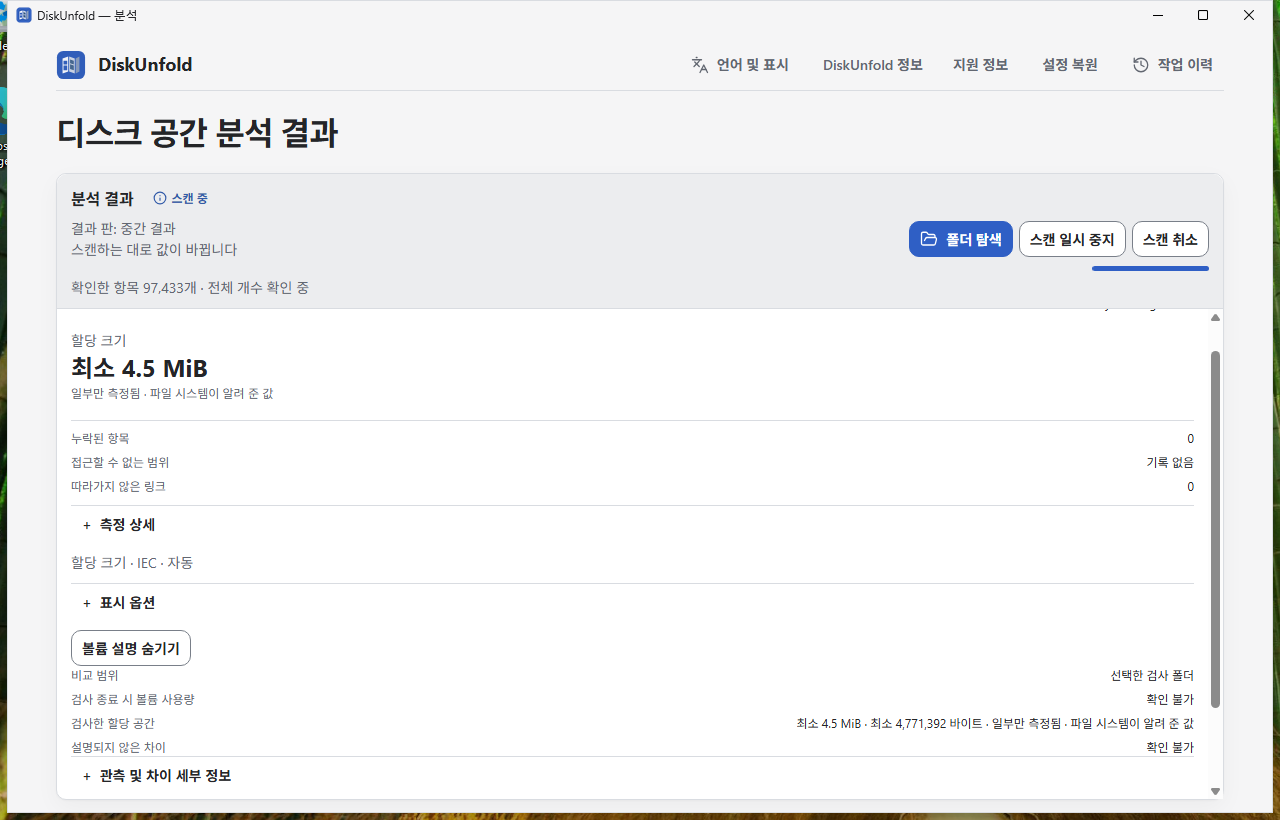 DiskUnfold — 분석
DiskUnfold
언어 및 표시
DiskUnfold 정보
지원 정보
설정 복원
작업 이력
디스크 공간 분석 결과
분석 결과
스캔 중
결과 판: 중간 결과
스캔하는 대로 값이 바뀝니다
확인한 항목 97,433개 · 전체 개수 확인 중
폴더 탐색
스캔 일시 중지
스캔 취소
할당 크기
최소 4.5 MiB
일부만 측정됨 · 파일 시스템이 알려 준 값
누락된 항목 0
접근할 수 없는 범위 기록 없음
따라가지 않은 링크 0
+ 측정 상세
할당 크기 · IEC · 자동
+ 표시 옵션
볼륨 설명 숨기기
비교 범위 선택한 검사 폴더
검사 종료 시 볼륨 사용량 확인 불가
검사한 할당 공간 최소 4.5 MiB · 최소 4,771,392 바이트 · 일부만 측정됨 · 파일 시스템이 알려 준 값
설명되지 않은 차이 확인 불가
+ 관측 및 차이 세부 정보